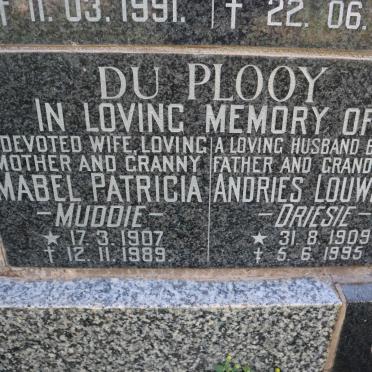 † 11.03.1991. † 22.06.
DU PLOOY
IN LOVING MEMORY OF
DEVOTED WIFE, LOVING
MOTHER AND GRANNY
MABEL PATRICIA
–MUDDIE–
★ 17.3.1907
† 12.11.1989
A LOVING HUSBAND
FATHER AND GRAND
ANDRIES LOUW
–DRIESIE–
★ 31.8.1909
† 5.6.1995